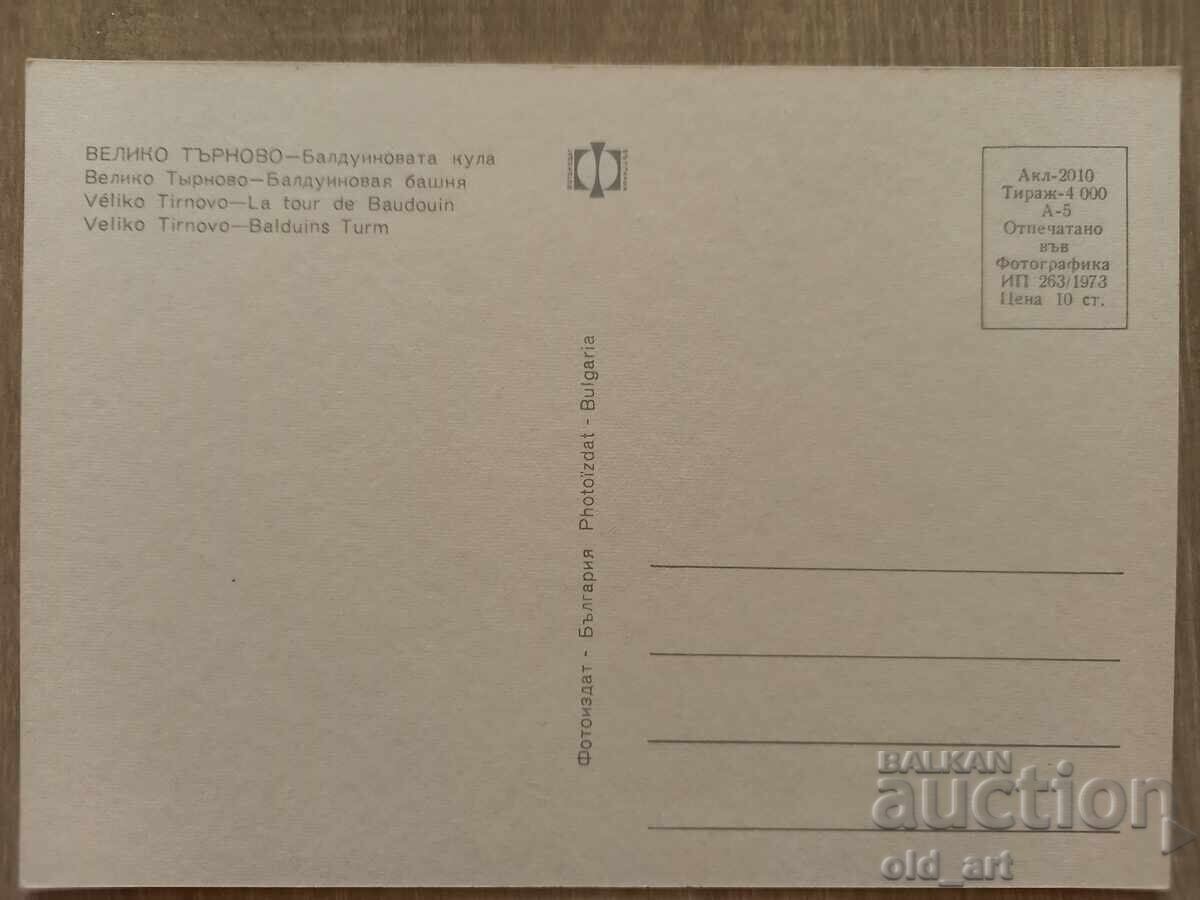 ВЕЛИКО ТЪРНОВО—Балдуиновата кула
Велико Тырново—Балдуиновая башня
Véliko Tirnovo—La tour de Baudouin
Veliko Tirnovo—Balduins Turm
Фотоиздат - България Photoïzdat - Bulgaria
Акл-2010
Тираж-4 000
А-5
Отпечатано
във
Фотографика
ИП 263/1973
Цена 10 ст.
BALKAN
auction
old_art